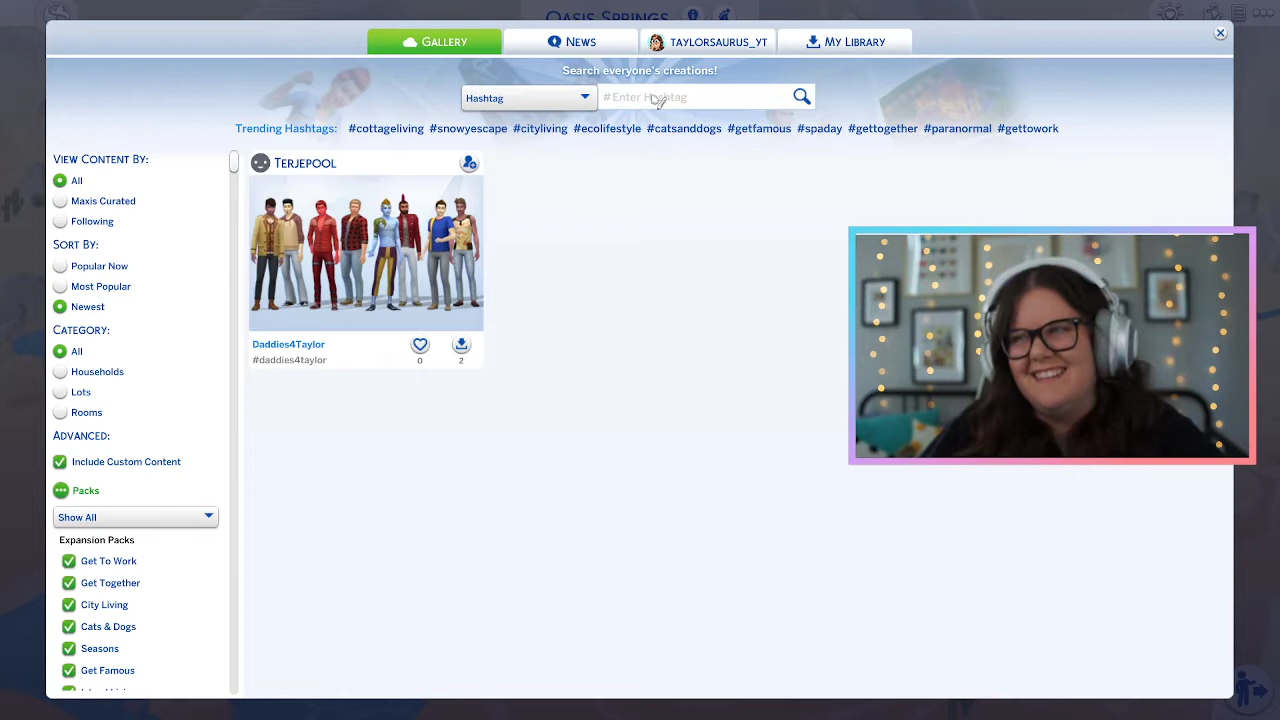 Oasis Springs
Gallery
News
taylorsaurus_YT
My Library
Search everyone's creations!
Hashtag
#Enter Hashtag
Trending Hashtags: #cottageliving #snowyescape #cityliving #ecolifestyle #catsanddogs #getfamous #spaday #gettogether #paranormal #gettowork
View Content By:
All
Maxis Curated
Following
Sort By:
Popular Now
Most Popular
Newest
Category:
All
Households
Lots
Rooms
Advanced:
Include Custom Content
Packs
Show All
Expansion Packs
Get To Work
Get Together
City Living
Cats & Dogs
Seasons
Get Famous
Terjepool
Daddies4Taylor
#daddies4taylor
0
2